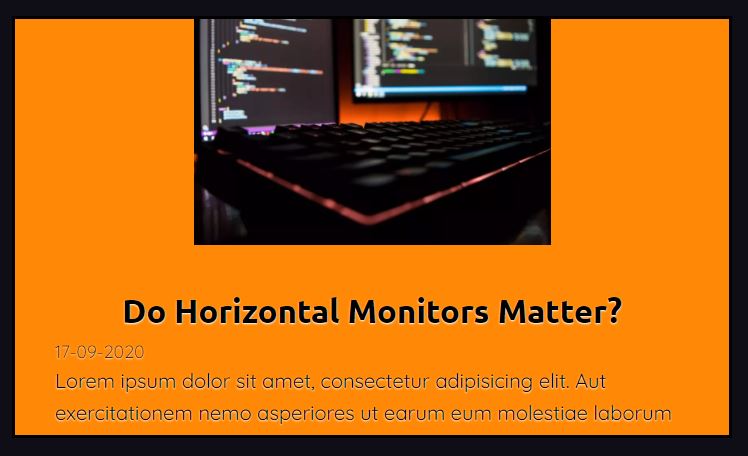 Do Horizontal Monitors Matter?
17-09-2020
Lorem ipsum dolor sit amet, consectetur adipisicing elit. Aut
exercitationem nemo asperiores ut earum eum molestiae laborum